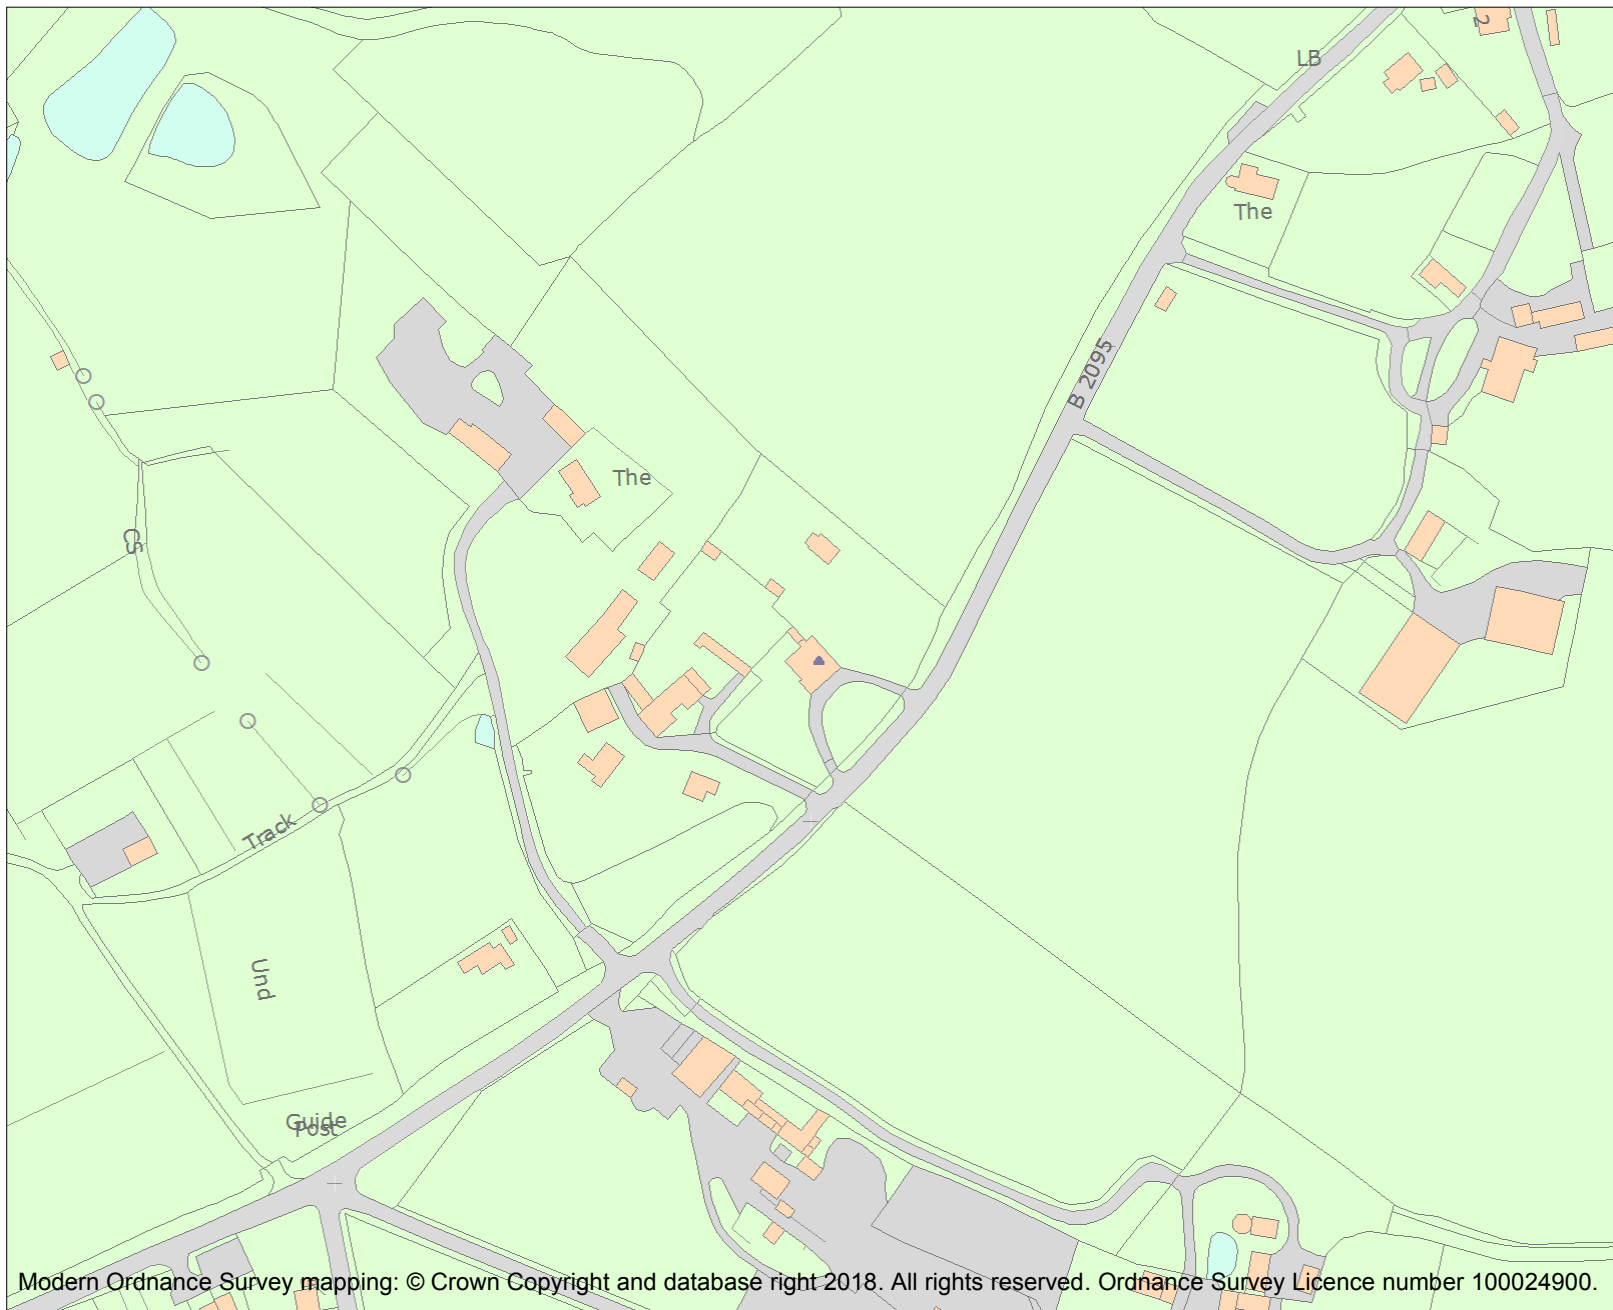 2
LB
The
B 2095
The
CS
Track
Und
Guide
Post
Modern Ordnance Survey mapping: © Crown Copyright and database right 2018. All rights reserved. Ordnance Survey Licence number 100024900.